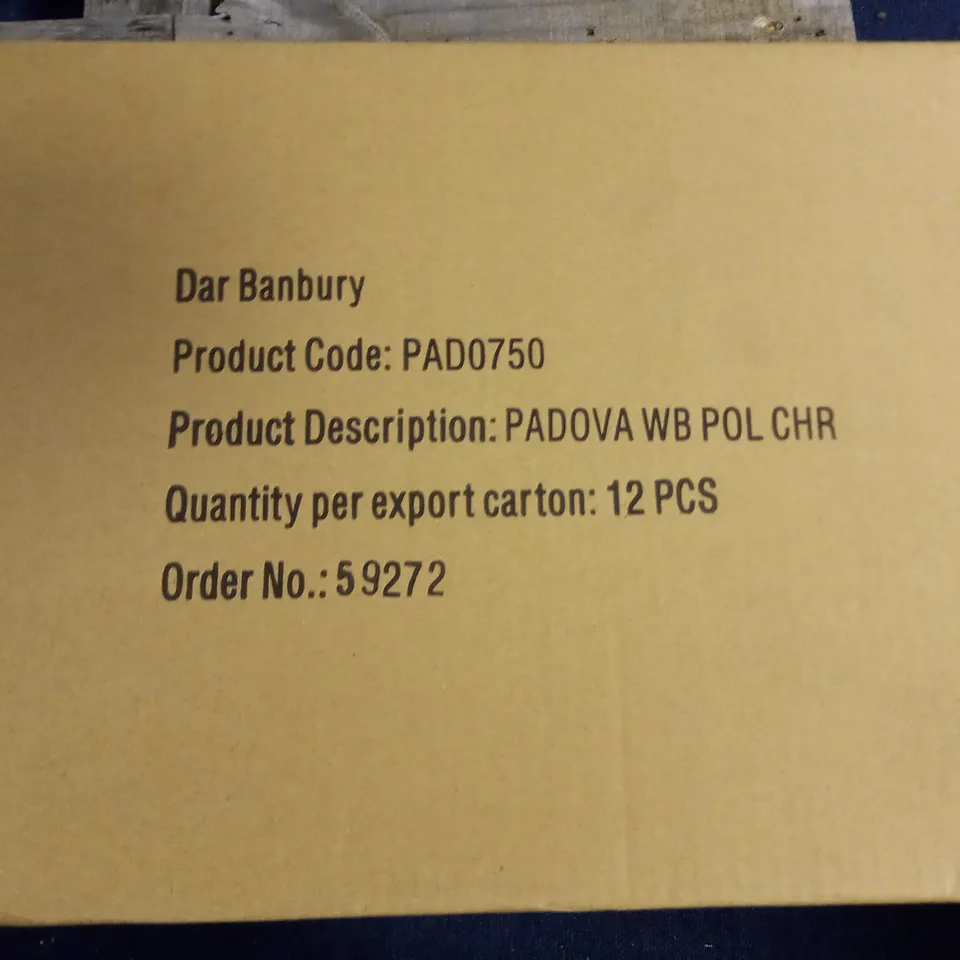 Dar Banbury
Product Code: PAD0750
Product Description: PADOVA WB POL CHR
Quantity per export carton: 12 PCS
Order No.: 59272